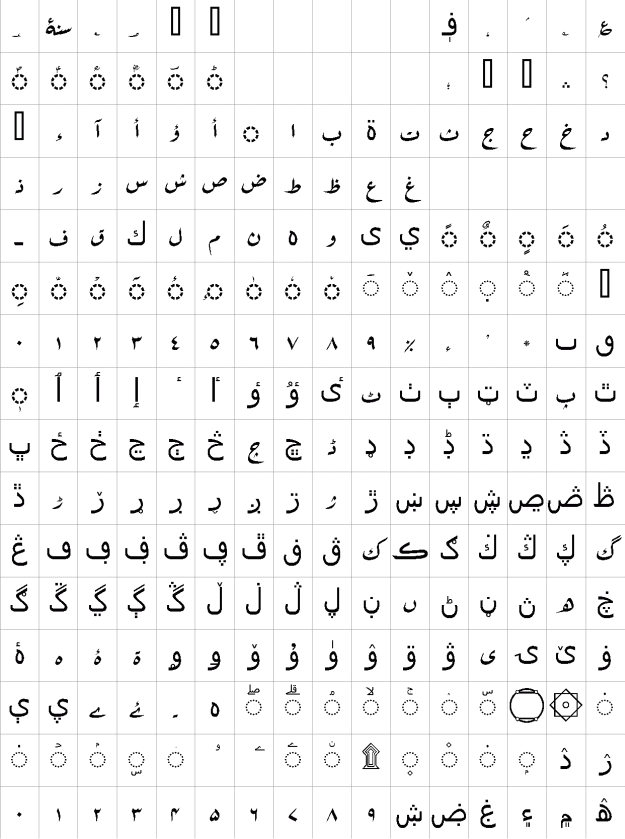 ؀ ؁ ؂ ؃ ؋ ، ؍ ؎ ؏
◌ؐ ◌ؑ ◌ؒ ◌ؓ ◌ؔ ◌ؕ ؛ ؞ ؟
ء آ أ ؤ إ ئ ا ب ة ت ث ج ح خ د
ذ ر ز س ش ص ض ط ظ ع غ
ـ ف ق ك ل م ن ه و ى ي ◌ً ◌ٌ ◌ٍ ◌َ ◌ُ
◌ِ ◌ّ ◌ْ ◌ٓ ◌ٔ ◌ٕ ◌ٖ ◌ٗ ◌٘ ◌ٙ ◌ٚ ◌ٛ ◌ٜ ◌ٝ ◌ٞ
٠ ١ ٢ ٣ ٤ ٥ ٦ ٧ ٨ ٩ ٪ ٫ ٬ ٭ ٮ ٯ
◌ٰ ٱ ٲ ٳ ٴ ٵ ٶ ٷ ٸ ٹ ٺ ٻ ټ ٽ پ ٿ
ڀ ځ ڂ ڃ ڄ څ چ ڇ ڈ ډ ڊ ڋ ڌ ڍ ڎ ڏ
ڐ ڑ ڒ ړ ڔ ڕ ږ ڗ ژ ڙ ښ ڛ ڜ ڝ ڞ ڟ
ڠ ڡ ڢ ڣ ڤ ڥ ڦ ڧ ڨ ک ڪ ګ ڬ ڭ ڮ گ
ڰ ڱ ڲ ڳ ڴ ڵ ڶ ڷ ڸ ڹ ں ڻ ڼ ڽ ھ ڿ
ۀ ہ ۂ ۃ ۄ ۅ ۆ ۇ ۈ ۉ ۊ ۋ ی ۍ ێ ۏ
ې ۑ ے ۓ ۔ ە ◌ۖ ◌ۗ ◌ۘ ◌ۙ ◌ۚ ◌ۛ ◌ۜ ۝ ۞ ◌۟
◌۠ ◌ۡ ◌ۢ ◌ۣ ◌ۤ ۥ ۦ ◌ۧ ◌ۨ ۩ ◌۪ ◌۫ ◌۬ ◌ۭ ۮ ۯ
۰ ۱ ۲ ۳ ۴ ۵ ۶ ۷ ۸ ۹ ۺ ۻ ۼ ۽ ۾ ۿ